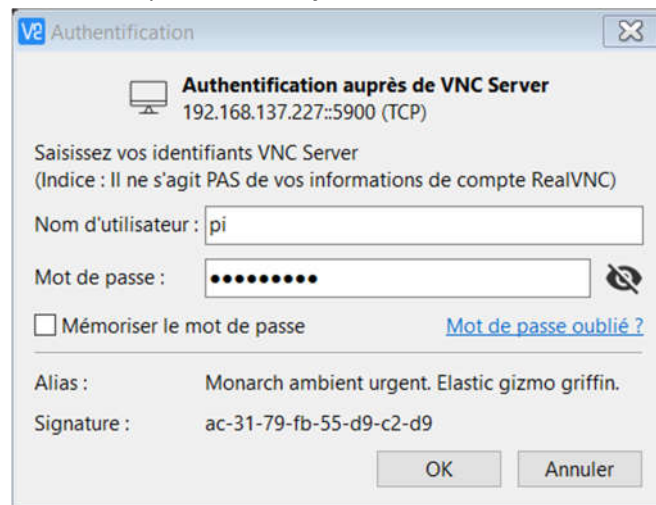 V2 Authentification
Authentification auprès de VNC Server
192.168.137.227::5900 (TCP)
Saisissez vos identifiants VNC Server
(Indice : Il ne s'agit PAS de vos informations de compte RealVNC)
Nom d'utilisateur : pi
Mot de passe : •••••••••
Mémoriser le mot de passe Mot de passe oublié ?
Alias : Monarch ambient urgent. Elastic gizmo griffin.
Signature : ac-31-79-fb-55-d9-c2-d9
OK Annuler